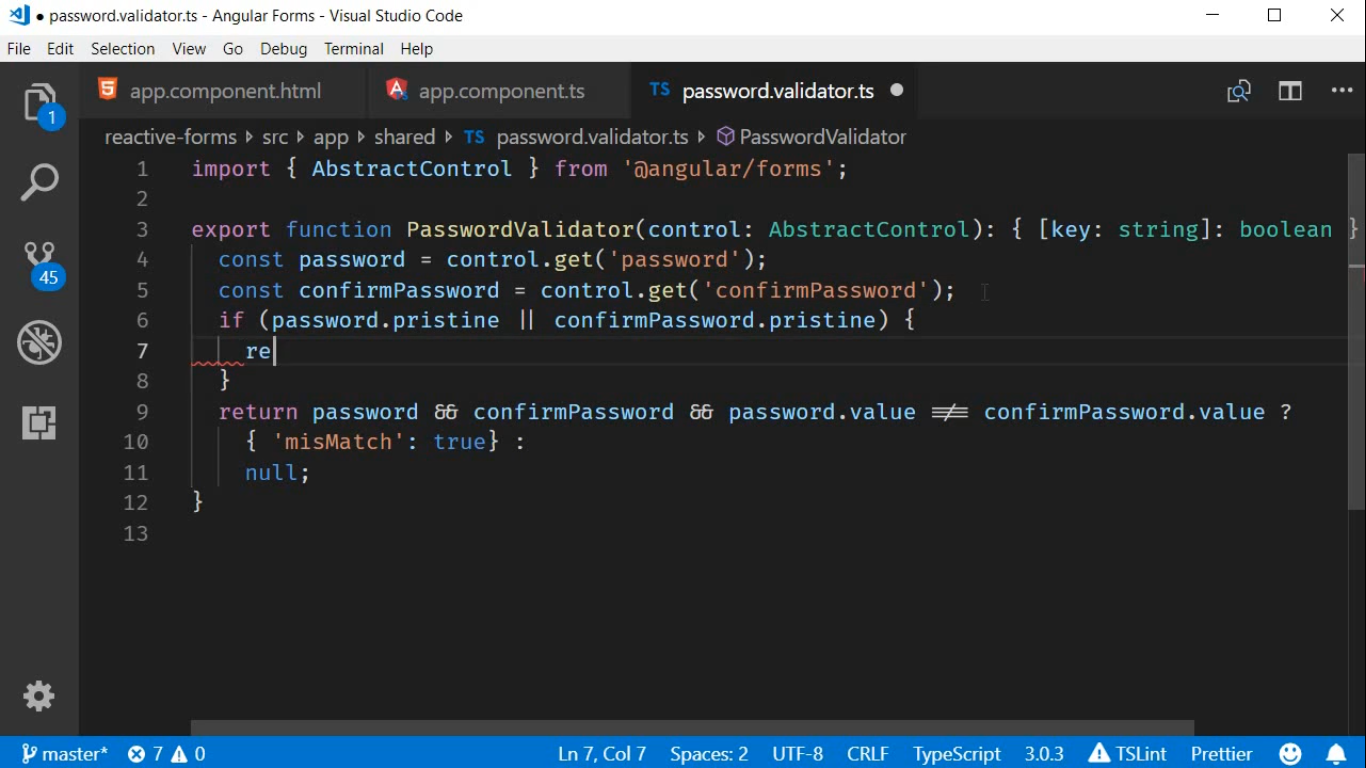 ● password.validator.ts - Angular Forms - Visual Studio Code
File Edit Selection View Go Debug Terminal Help
1
app.component.html app.component.ts TS password.validator.ts
reactive-forms src app shared TS password.validator.ts PasswordValidator
1 import { AbstractControl } from '@angular/forms';
2
3 export function PasswordValidator(control: AbstractControl): { [key: string]: boolean }
4 const password = control.get('password');
5 const confirmPassword = control.get('confirmPassword');
45
6 if (password.pristine || confirmPassword.pristine) {
7 re
8 }
9 return password && confirmPassword && password.value !== confirmPassword.value ?
10 { 'misMatch': true} :
11 null;
12 }
13
master* 7 0 Ln 7, Col 7 Spaces: 2 UTF-8 CRLF TypeScript 3.0.3 TSLint Prettier